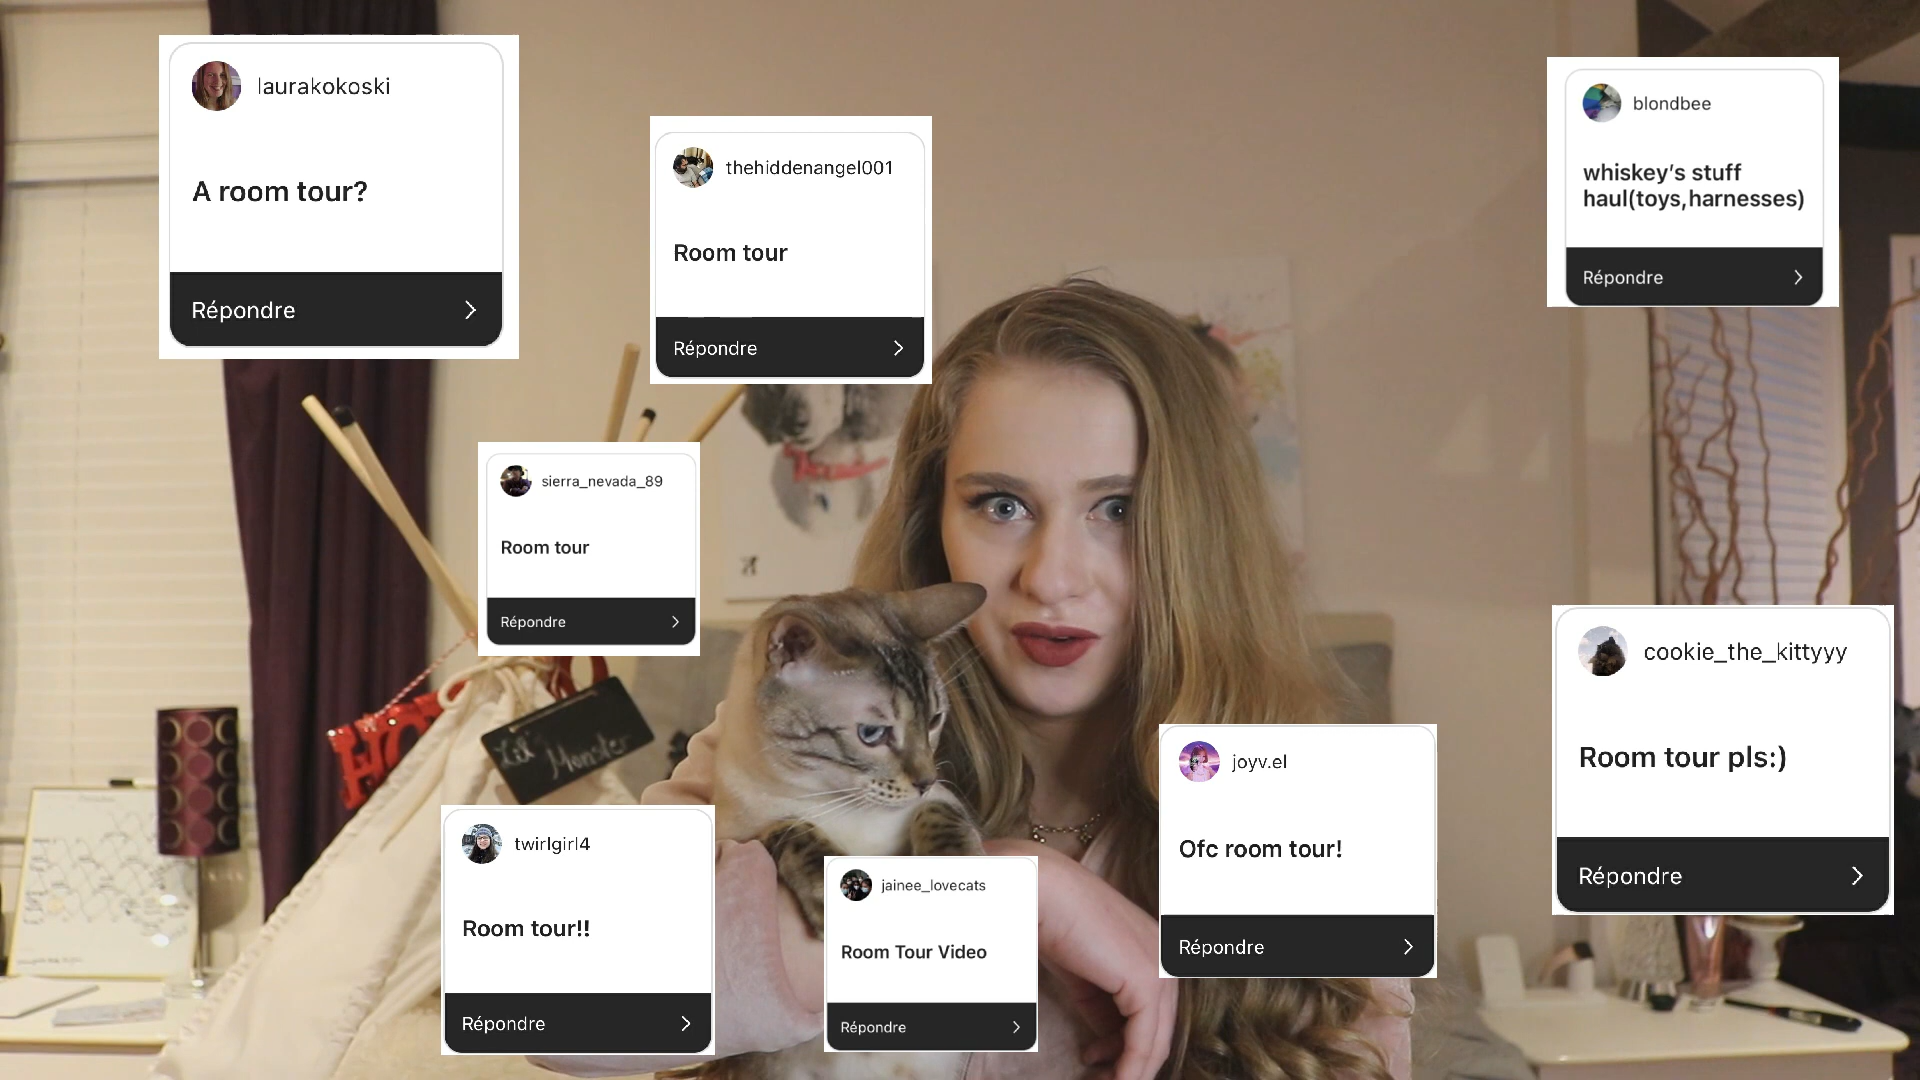 laurakokoski
A room tour?
Répondre
thehiddenangel001
Room tour
Répondre
blondbee
whiskey's stuff
haul(toys,harnesses)
Répondre
sierra_nevada_89
Room tour
Répondre
cookie_the_kittyyy
Room tour pls:)
Répondre
Lil' Monster
joyv.el
Ofc room tour!
Répondre
twirlgirl4
Room tour!!
Répondre
jainee_lovecats
Room Tour Video
Répondre